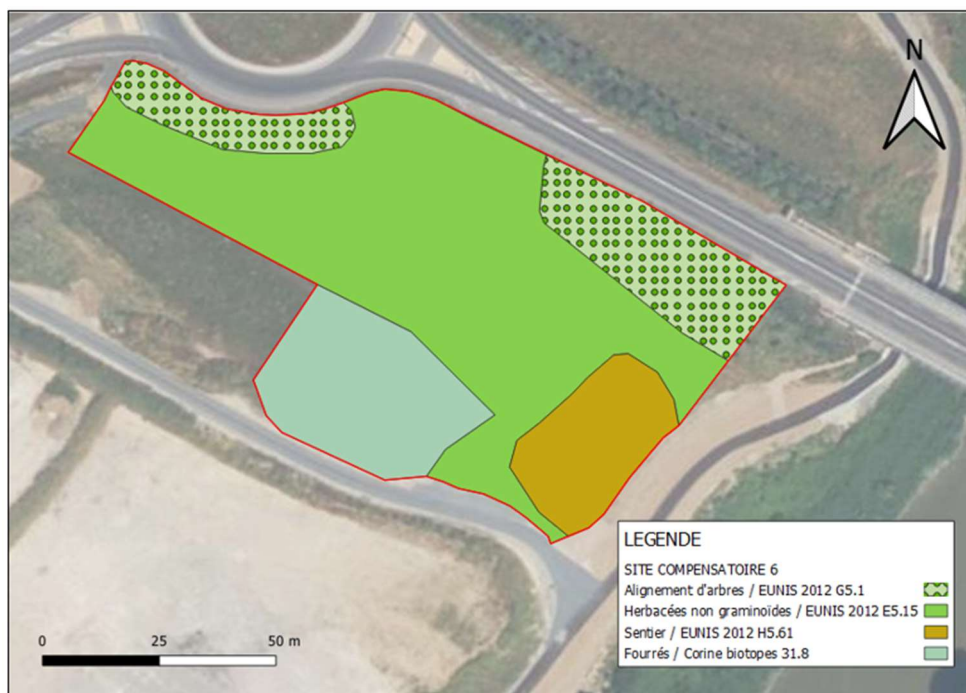 N
LEGENDE
SITE COMPENSATOIRE 6
Alignement d'arbres / EUNIS 2012 G5.1
Herbacées non graminoïdes / EUNIS 2012 E5.15
Sentier / EUNIS 2012 H5.61
Fourrés / Corine biotopes 31.8
0 25 50 m